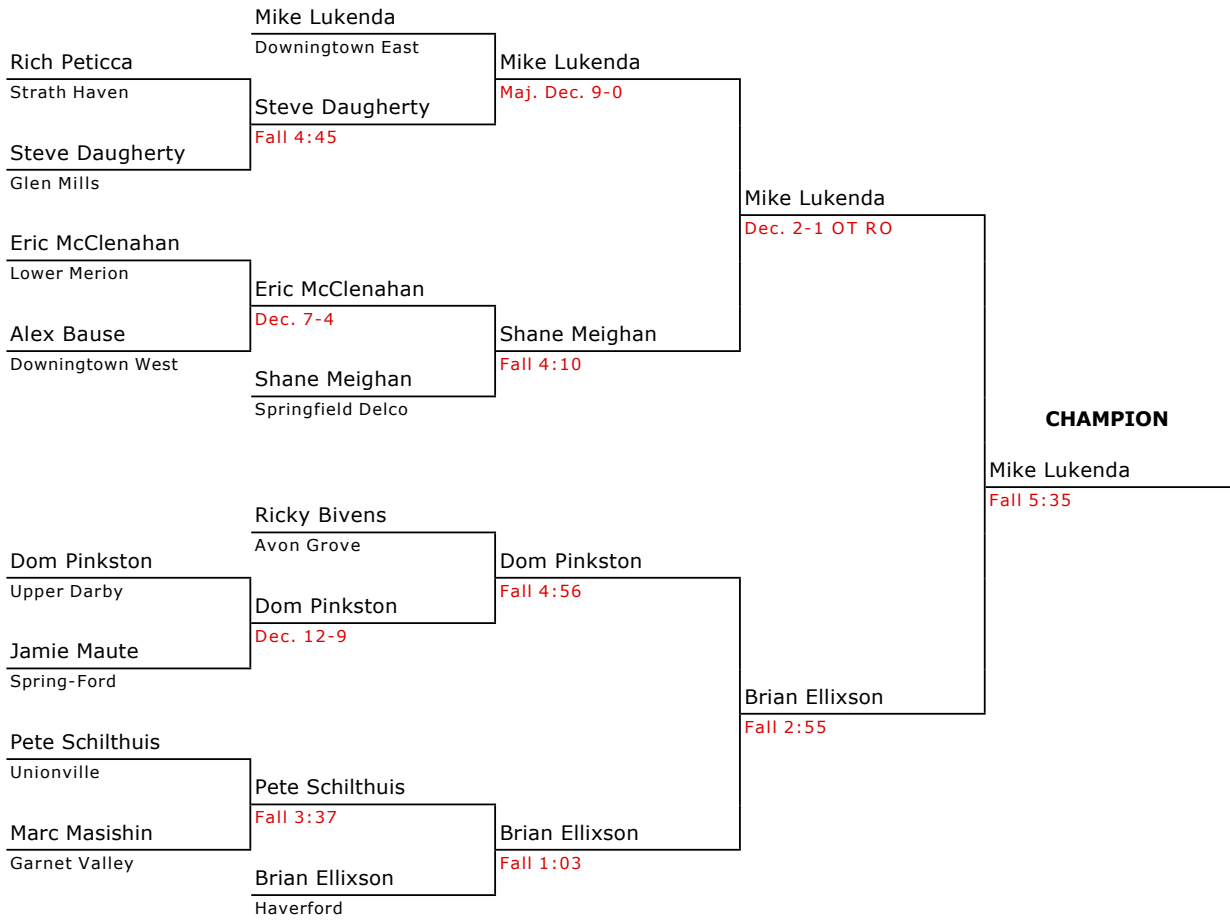 Mike Lukenda
Downingtown East
Rich Peticca
Strath Haven
Mike Lukenda
Maj. Dec. 9-0
Steve Daugherty
Fall 4:45
Steve Daugherty
Glen Mills
Mike Lukenda
Dec. 2-1 OT RO
Eric McClenahan
Lower Merion
Eric McClenahan
Dec. 7-4
Alex Bause
Downingtown West
Shane Meighan
Fall 4:10
Shane Meighan
Springfield Delco
CHAMPION
Mike Lukenda
Fall 5:35
Ricky Bivens
Avon Grove
Dom Pinkston
Upper Darby
Dom Pinkston
Fall 4:56
Dom Pinkston
Dec. 12-9
Jamie Maute
Spring-Ford
Brian Ellixson
Fall 2:55
Pete Schilthuis
Unionville
Pete Schilthuis
Fall 3:37
Marc Masishin
Garnet Valley
Brian Ellixson
Fall 1:03
Brian Ellixson
Haverford